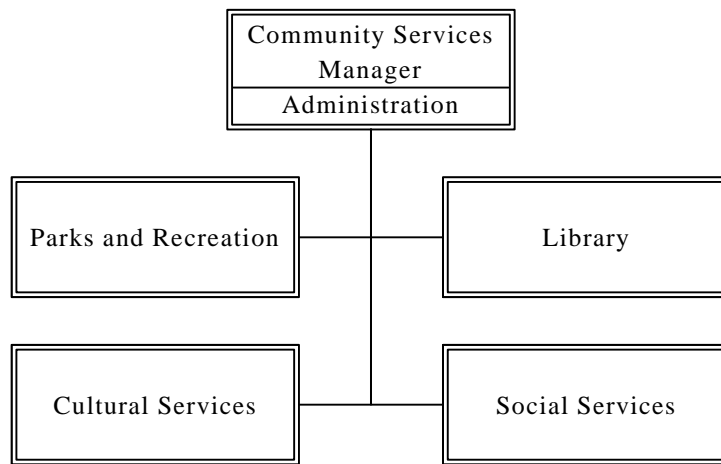 Community Services
Manager
Administration
Parks and Recreation
Library
Cultural Services
Social Services